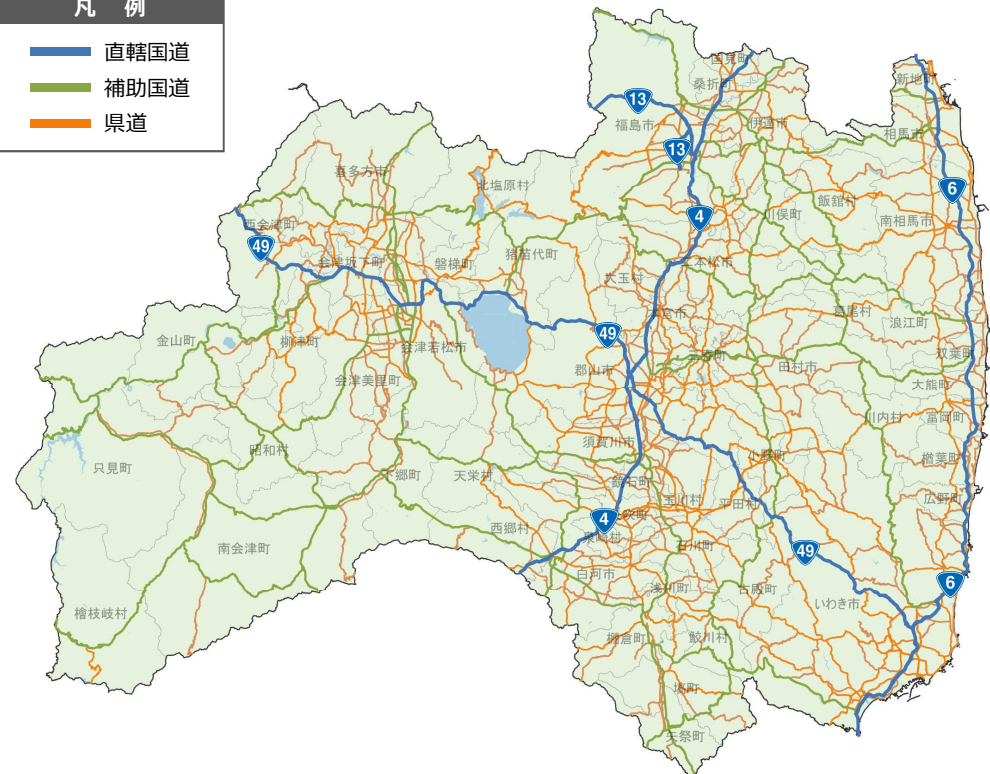 凡 例
直轄国道
補助国道
県道
国見町
桑折町
新地町
13
福島市
伊達市
相馬市
13
喜多方市
北塩原村
6
飯舘村
川俣町
4
南相馬市
西会津町
49
猪苗代町
会津坂下町
磐梯町
二本松市
大玉村
葛尾村
本宮市
浪江町
49
金山町
柳津町
会津若松市
三春町
双葉町
郡山市
田村市
会津美里町
大熊町
川内村
富岡町
須賀川市
昭和村
小野町
楢葉町
只見町
下郷町
天栄村
鏡石町
広野町
玉川村
平田村
矢吹町
4
西郷村
泉崎村
石川町
南会津町
49
白河市
6
浅川町
古殿町
いわき市
檜枝岐村
棚倉町
鮫川村
塙町
矢祭町